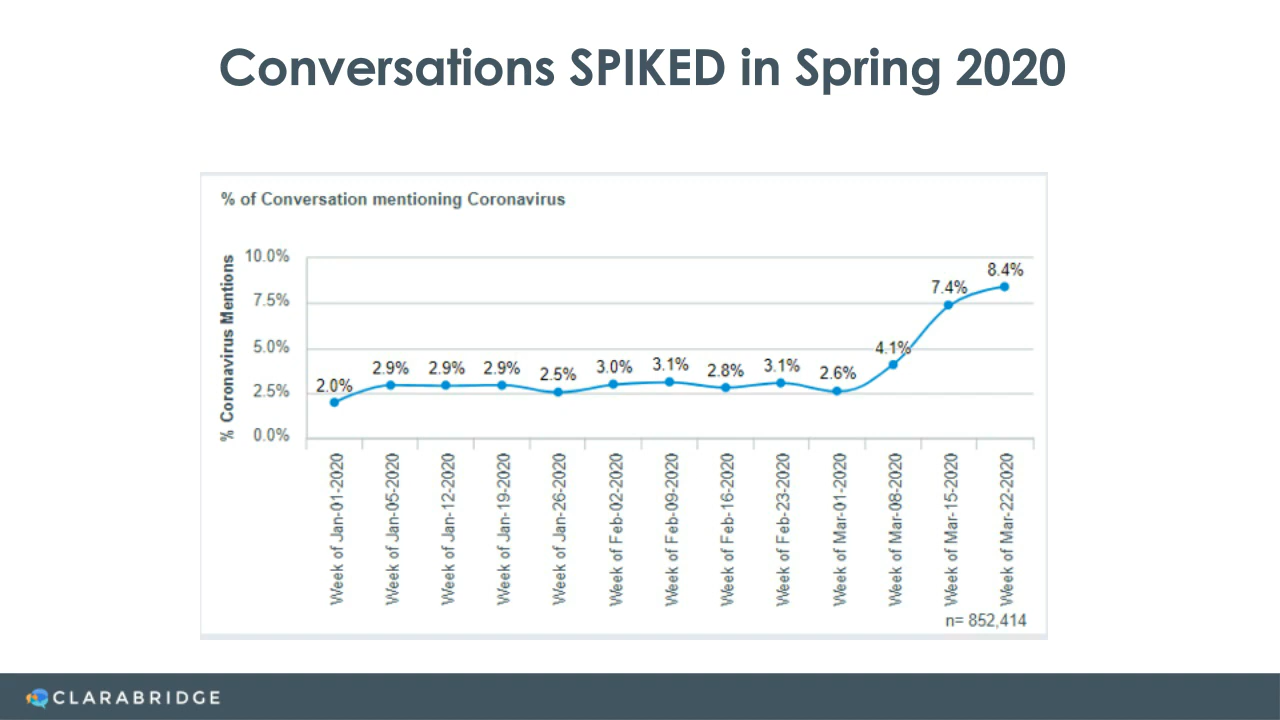 Conversations SPIKED in Spring 2020
% of Conversation mentioning Coronavirus
% Coronavirus Mentions
10.0%
7.5%
5.0%
2.5%
0.0%
2.0%
2.9%
2.9%
2.9%
2.5%
3.0%
3.1%
2.8%
3.1%
2.6%
4.1%
7.4%
8.4%
Week of Jan-01-2020
Week of Jan-05-2020
Week of Jan-12-2020
Week of Jan-19-2020
Week of Jan-26-2020
Week of Feb-02-2020
Week of Feb-09-2020
Week of Feb-16-2020
Week of Feb-23-2020
Week of Mar-01-2020
Week of Mar-08-2020
Week of Mar-15-2020
Week of Mar-22-2020
n= 852,414
CLARABRIDGE